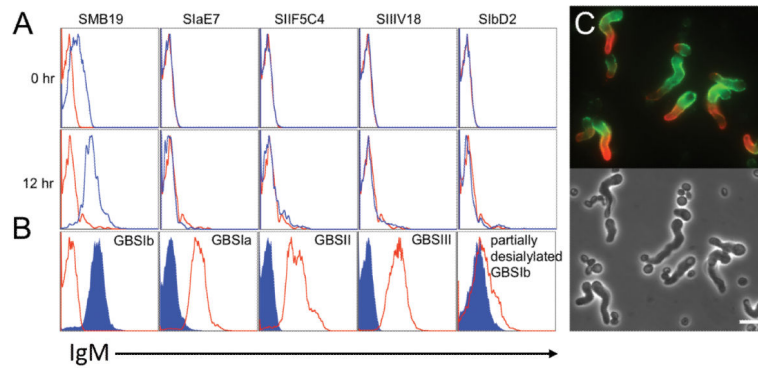 A
SMB19 SIaE7 SIIF5C4 SIIIV18 SIbD2
C
0 hr
12 hr
B
GBSIb GBSIa GBSII GBSIII partially
desialylated
GBSIb
IgM